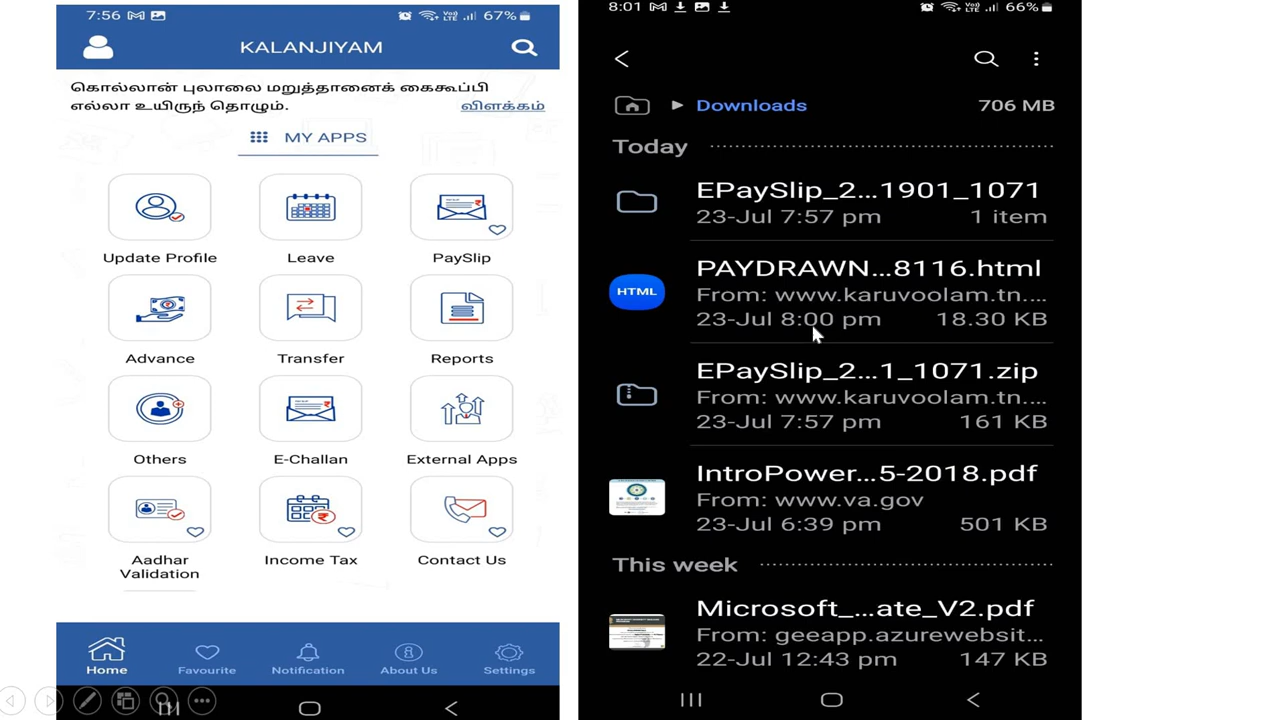 7:56 67%
KALANJIYAM
கொல்லான் புலாலை மறுத்தானைக் கைகூப்பி
எல்லா உயிருந் தொழும்.
விளக்கம்
MY APPS
Update Profile
Leave
PaySlip
Advance
Transfer
Reports
Others
E-Challan
External Apps
Aadhar
Validation
Income Tax
Contact Us
Home
Favourite
Notification
About Us
Settings
8:01 66%
Downloads 706 MB
Today
EPaySlip_2...1901_1071
23-Jul 7:57 pm 1 item
HTML
PAYDRAWN...8116.html
From: www.karuvoolam.tn....
23-Jul 8:00 pm 18.30 KB
EPaySlip_2...1_1071.zip
From: www.karuvoolam.tn....
23-Jul 7:57 pm 161 KB
IntroPower...5-2018.pdf
From: www.va.gov
23-Jul 6:39 pm 501 KB
This week
Microsoft_...ate_V2.pdf
From: geeapp.azurewebsit...
22-Jul 12:43 pm 147 KB